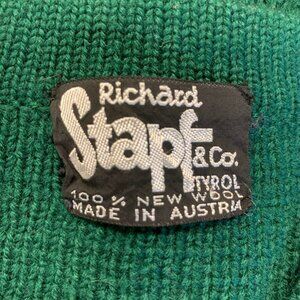 Richard
Stapf
& Co.
TYROL
100% NEW WOOL
MADE IN AUSTRIA